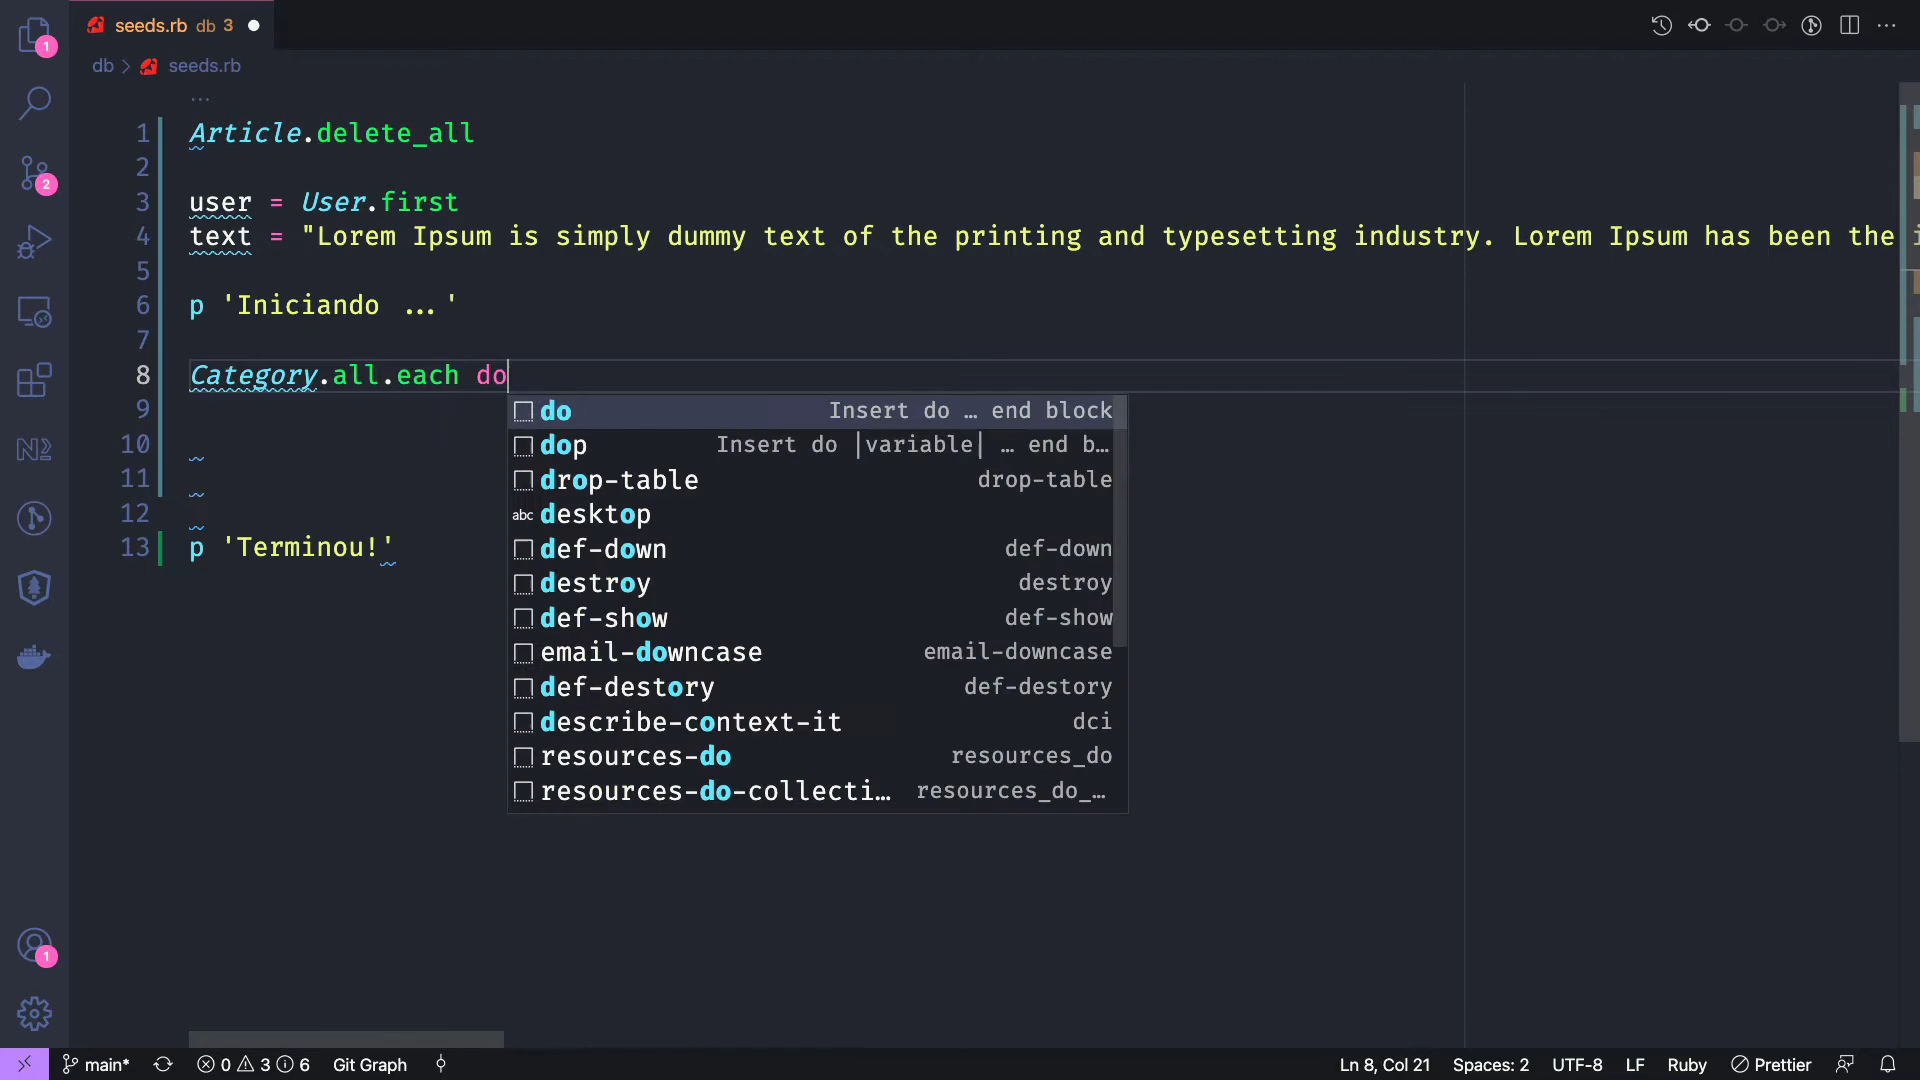 seeds.rb db 3
db > seeds.rb
...
1 Article.delete_all
2
3 user = User.first
4 text = "Lorem Ipsum is simply dummy text of the printing and typesetting industry. Lorem Ipsum has been the i
5
6 p 'Iniciando ...'
7
8 Category.all.each do
9
10
11
12
13 p 'Terminou!'
do Insert do … end block
dop Insert do |variable| … end b…
drop-table drop-table
abc desktop
def-down def-down
destroy destroy
def-show def-show
email-downcase email-downcase
def-destory def-destory
describe-context-it dci
resources-do resources_do
resources-do-collecti… resources_do_…
1
2
1
main* 0 3 6 Git Graph Ln 8, Col 21 Spaces: 2 UTF-8 LF Ruby Prettier